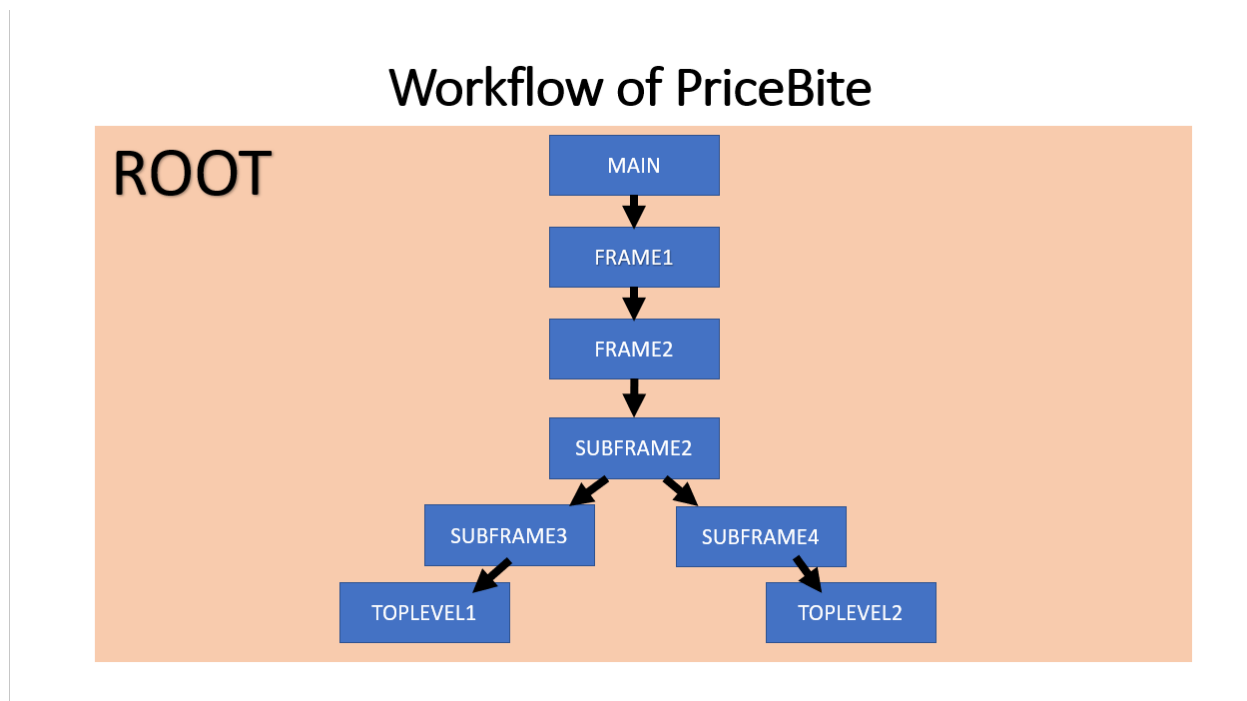 Workflow of PriceBite
ROOT
MAIN
FRAME1
FRAME2
SUBFRAME2
SUBFRAME3
SUBFRAME4
TOPLEVEL1
TOPLEVEL2